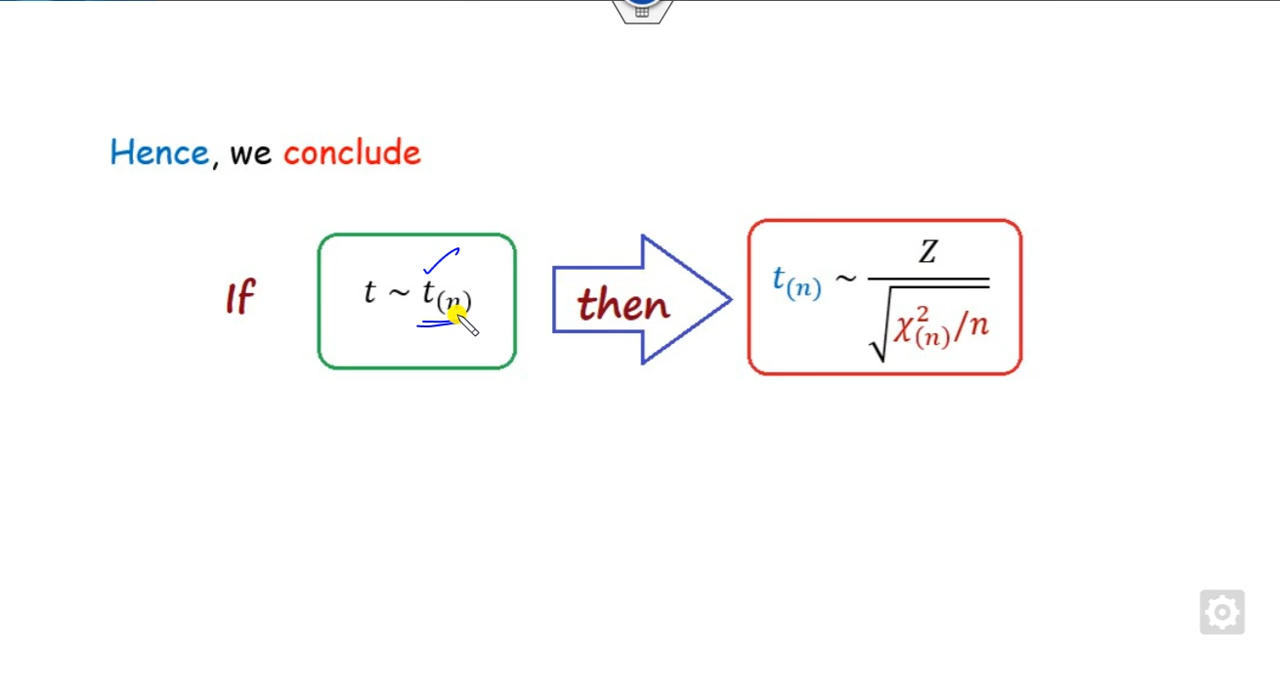 Hence, we conclude
If t ~ t(n) then t(n) ~ Z / √(χ²(n)/n)